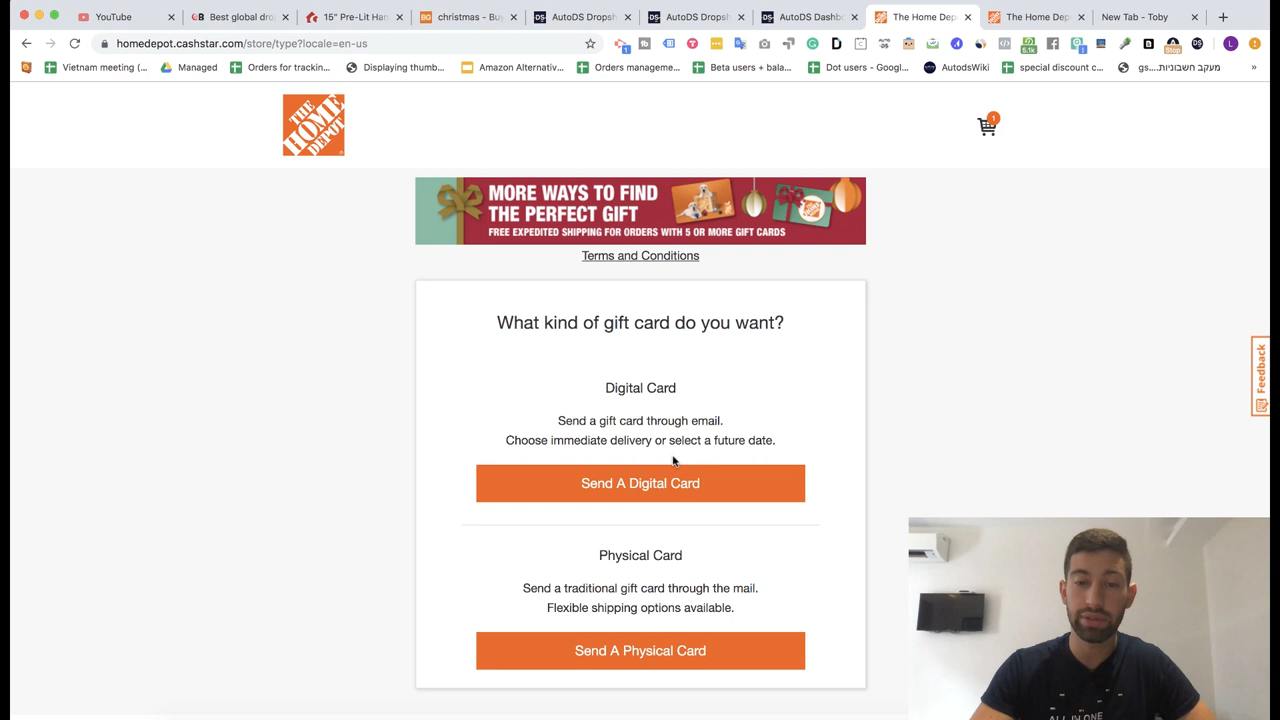 YouTube
Best global dro
15" Pre-Lit Han
christmas - Buy
AutoDS Dropsh
AutoDS Dropsh
AutoDS Dashbo
The Home Dep
The Home Dep
New Tab - Toby
homedepot.cashstar.com/store/type?locale=en-us
Vietnam meeting (...
Managed
Orders for trackin...
Displaying thumb...
Amazon Alternativ...
Orders manageme...
Beta users + bala...
Dot users - Googl...
AutodsWiki
special discount c...
מעקב חשבוניות....gs
THE HOME DEPOT
1
MORE WAYS TO FIND
THE PERFECT GIFT
FREE EXPEDITED SHIPPING FOR ORDERS WITH 5 OR MORE GIFT CARDS
Terms and Conditions
What kind of gift card do you want?
Digital Card
Send a gift card through email.
Choose immediate delivery or select a future date.
Send A Digital Card
Physical Card
Send a traditional gift card through the mail.
Flexible shipping options available.
Send A Physical Card
Feedback
ALL IN ONE